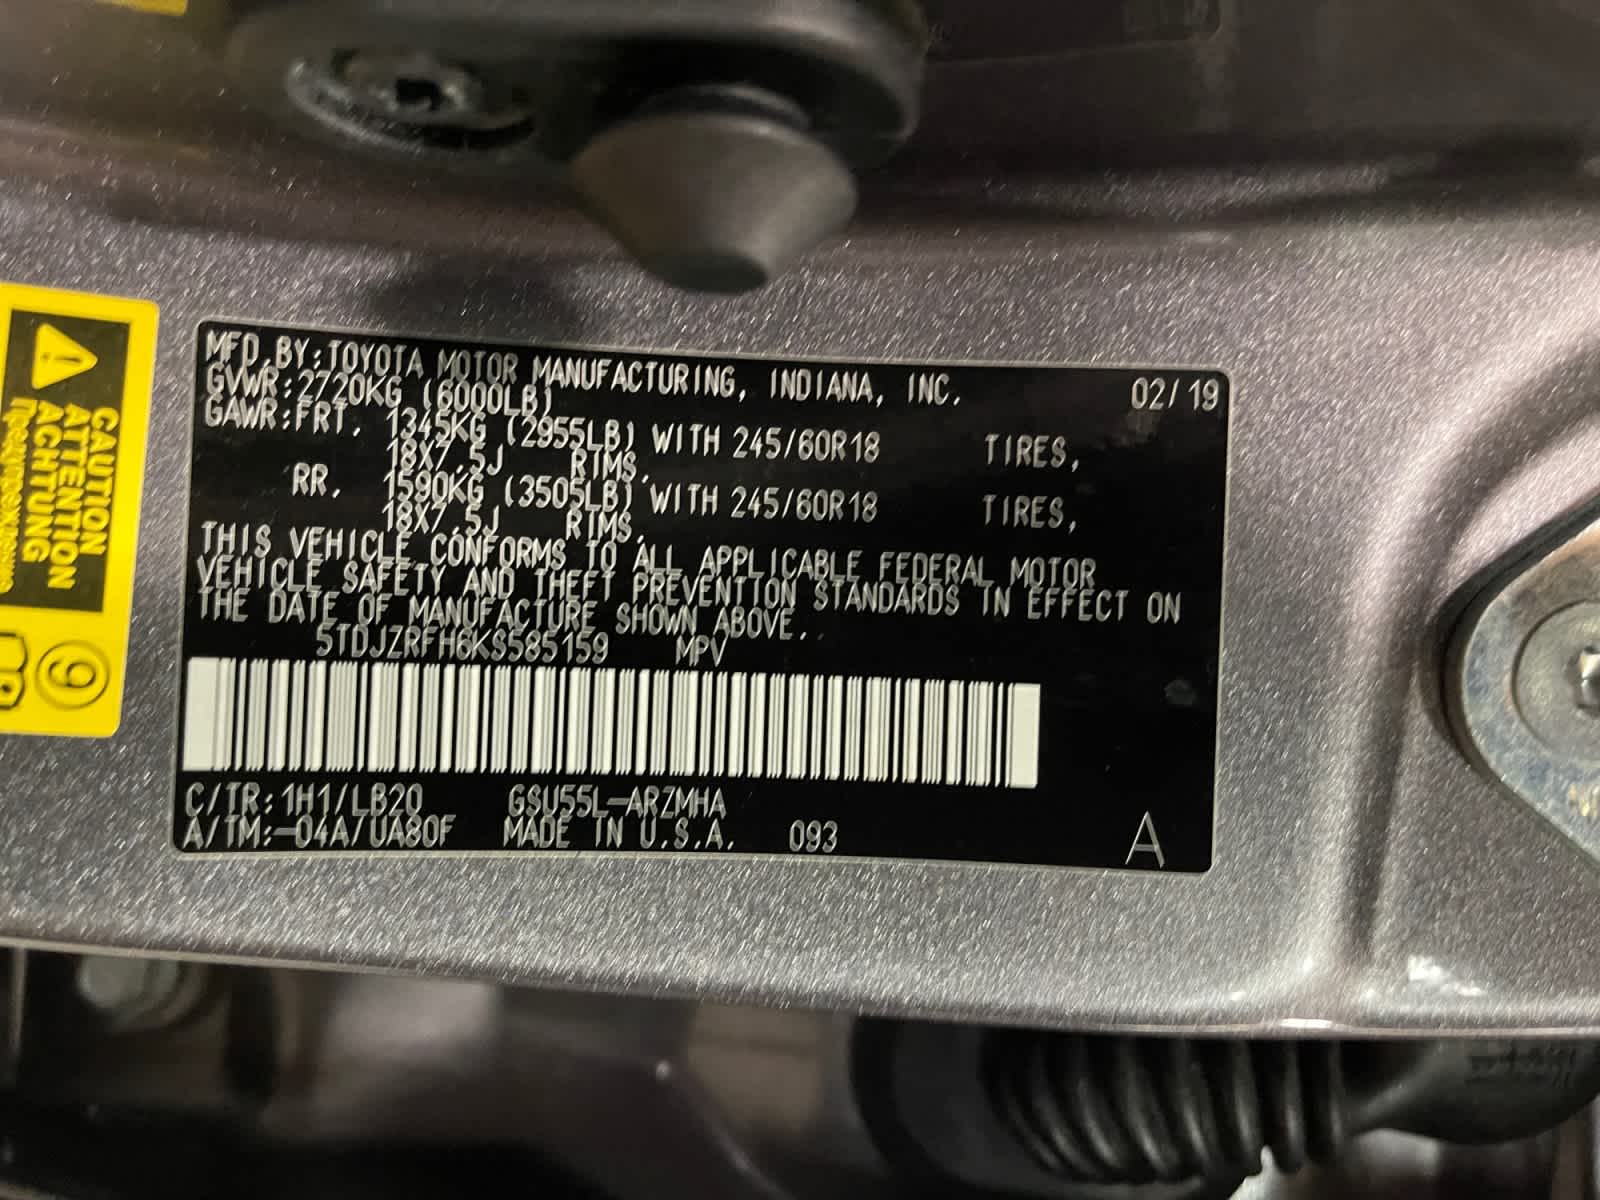 MFD.BY:TOYOTA MOTOR MANUFACTURING, INDIANA, INC. 02/19
GVWR:2720KG (6000LB)
GAWR:FRT. 1345KG (2955LB) WITH 245/60R18 TIRES,
18X7.5J RIMS.
RR. 1590KG (3505LB) WITH 245/60R18 TIRES,
18X7.5J RIMS.
THIS VEHICLE CONFORMS TO ALL APPLICABLE FEDERAL MOTOR
VEHICLE SAFETY AND THEFT PREVENTION STANDARDS IN EFFECT ON
THE DATE OF MANUFACTURE SHOWN ABOVE.
5TDJZRFH6KS585159 MPV
C/TR:1H1/LB20 GSU55L-ARZMHA
A/TM:-04A/UA80F MADE IN U.S.A. 093 A
CAUTION
ATTENTION
ACHTUNG
9